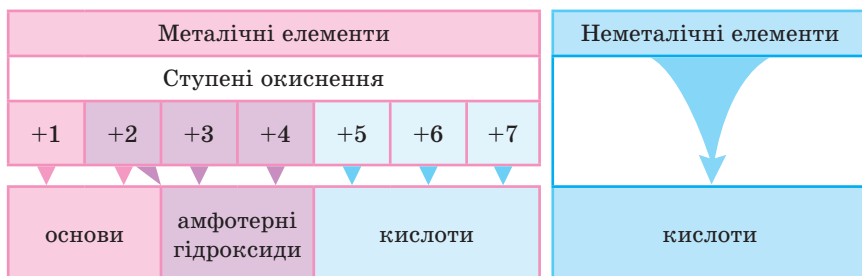 Металічні елементи
Ступені окиснення
+1 +2 +3 +4 +5 +6 +7
основи
амфотерні
гідроксиди
кислоти
Неметалічні елементи
кислоти